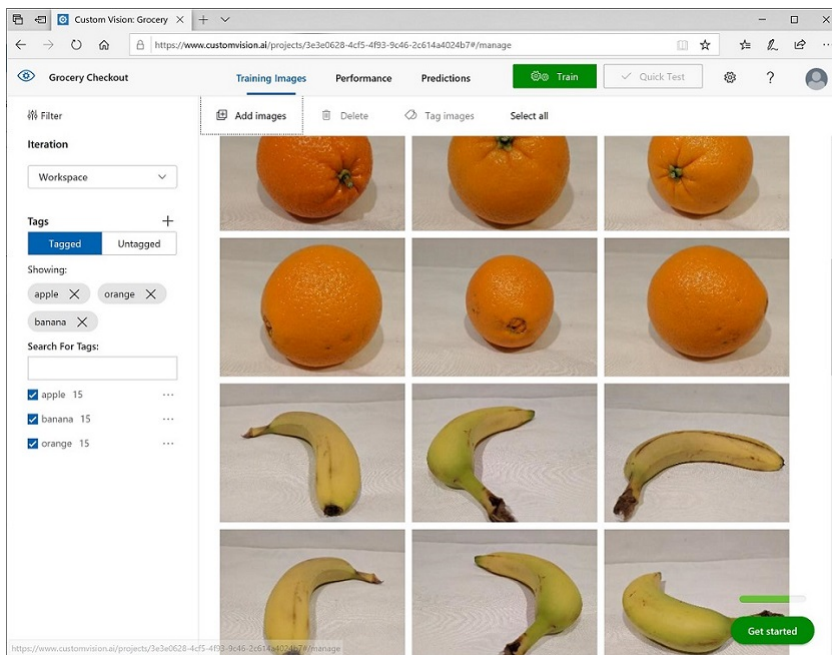 Custom Vision: Grocery
https://www.customvision.ai/projects/3e3e0628-4cf5-4f93-9c46-2c614a4024b7#/manage
Grocery Checkout
Training Images
Performance
Predictions
Train
Quick Test
?
Filter
Add images
Delete
Tag images
Select all
Iteration
Workspace
Tags
Tagged
Untagged
Showing:
apple
orange
banana
Search For Tags:
apple 15
banana 15
orange 15
Get started
https://www.customvision.ai/projects/3e3e0628-4cf5-4f93-9c46-2c614a4024b7#/manage